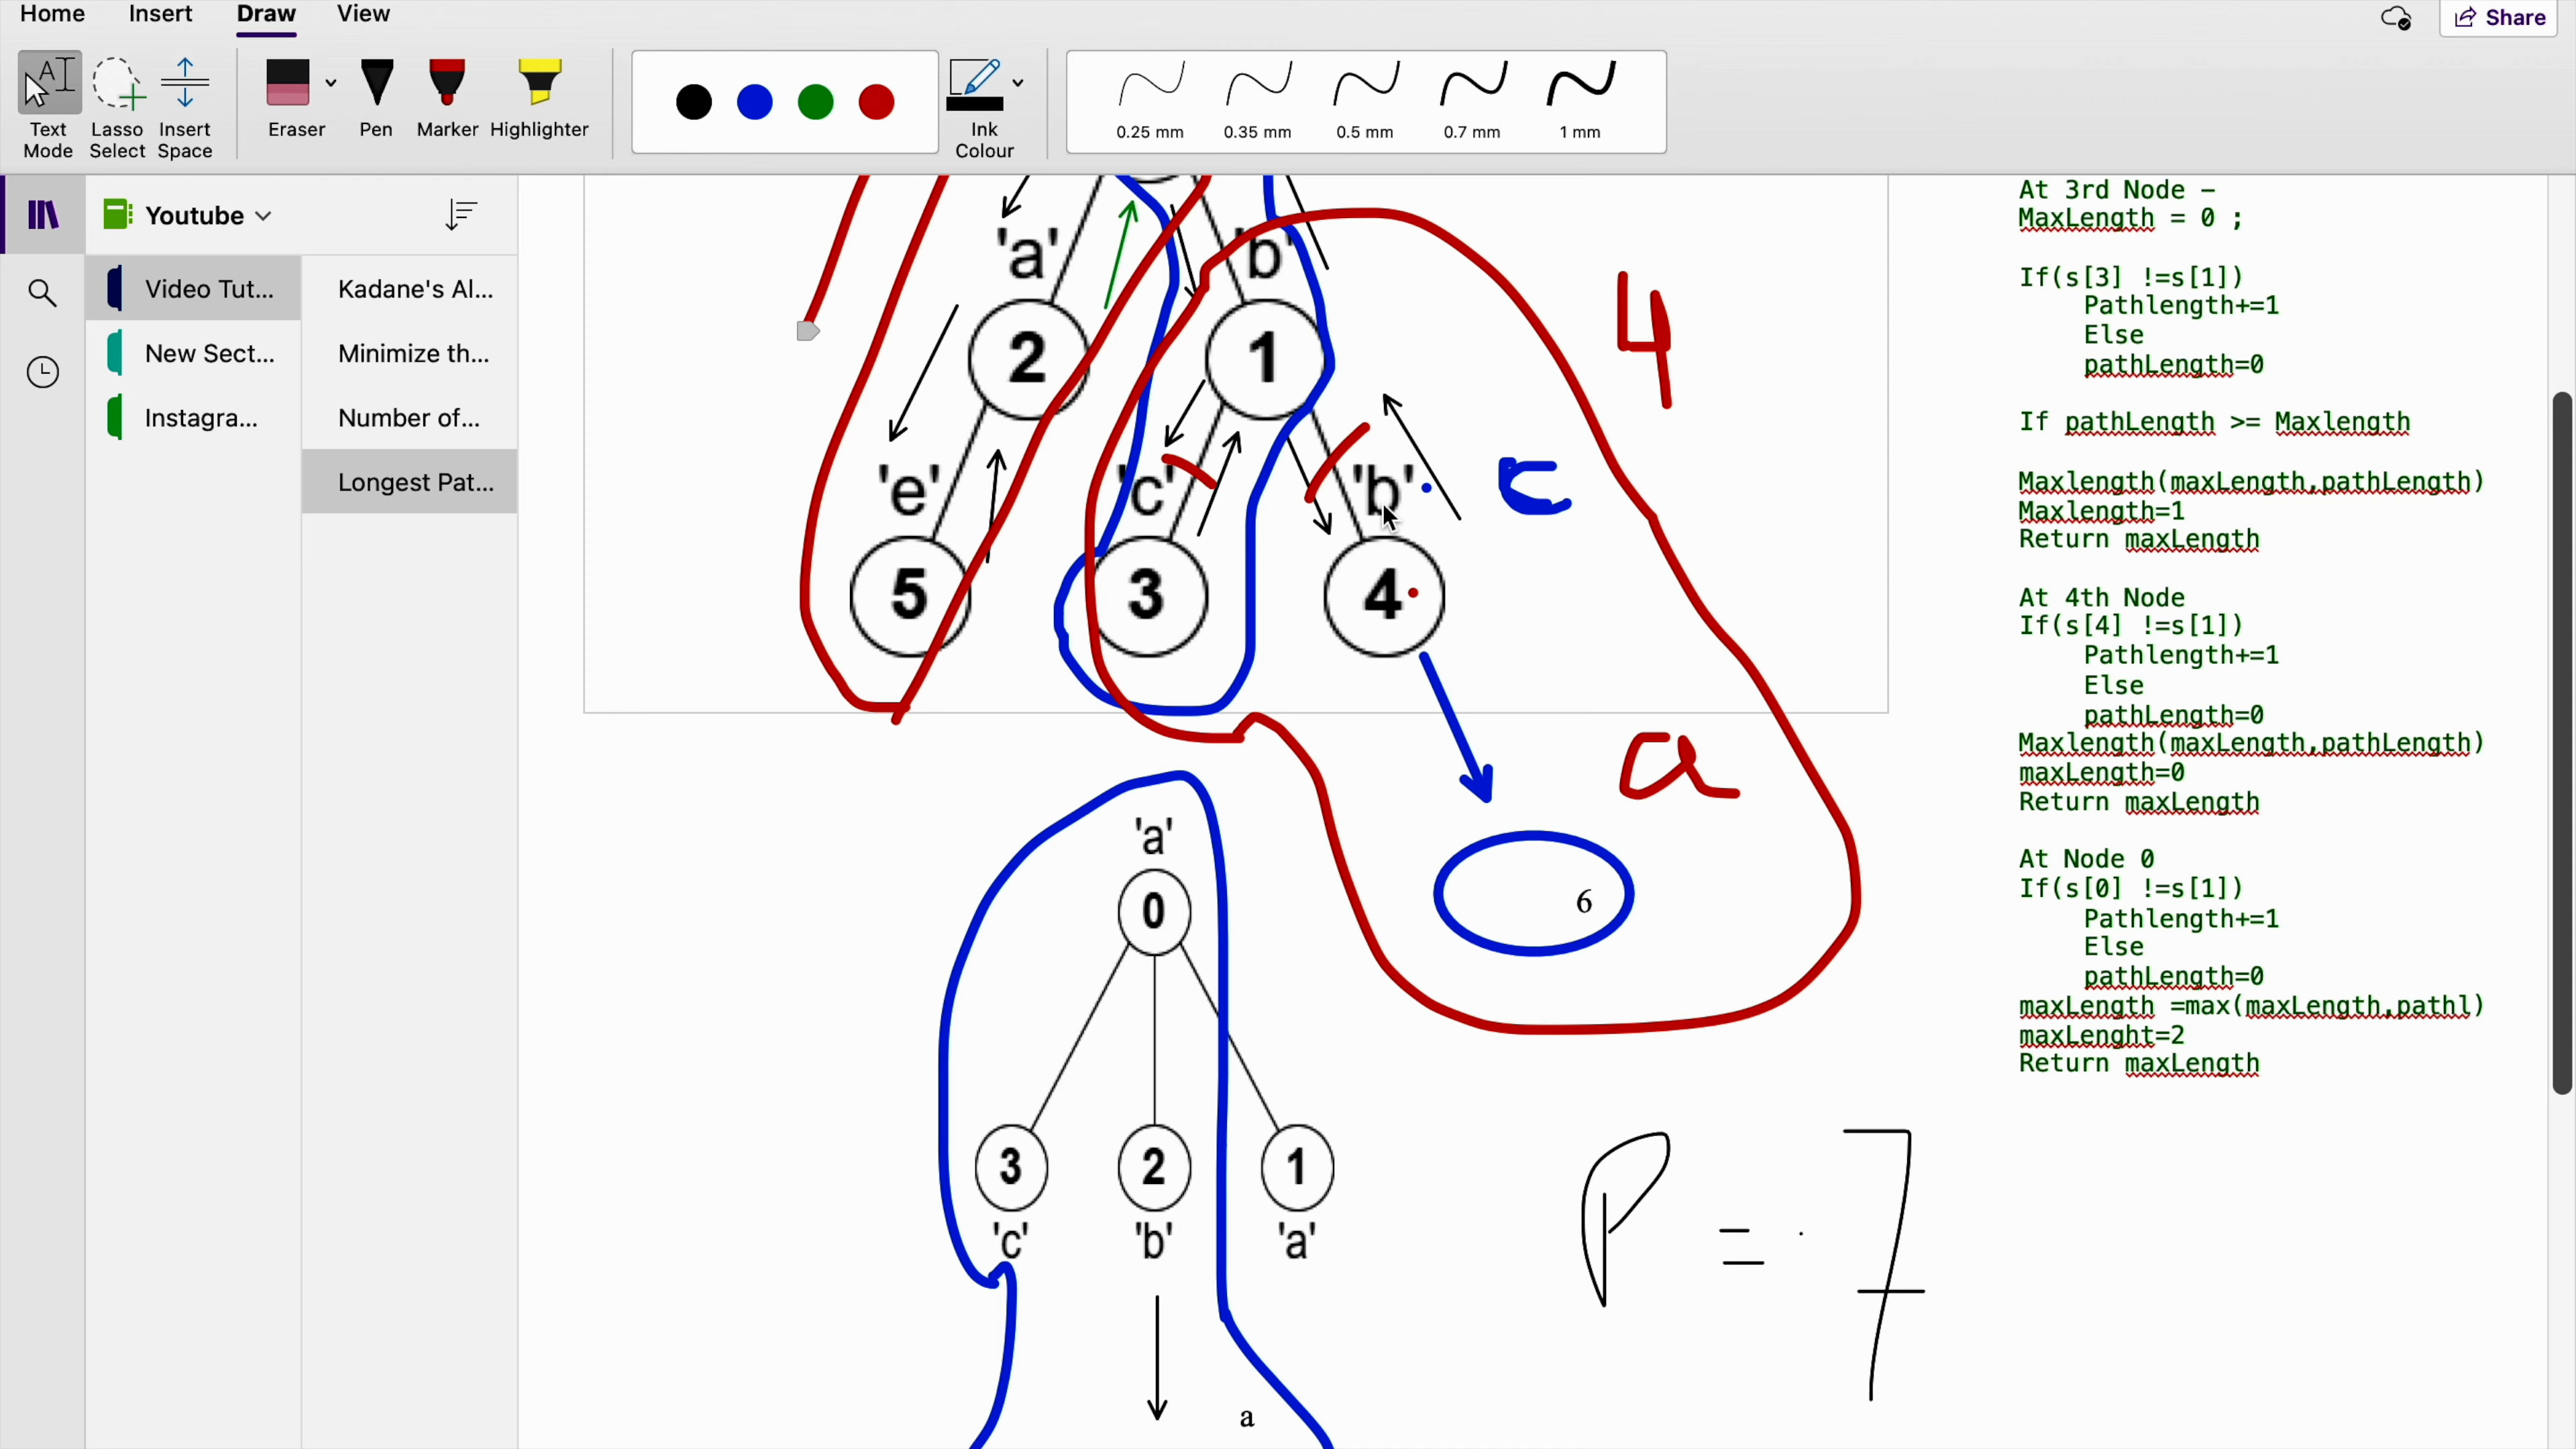 Home Insert Draw View
Share
Text Mode
Lasso Select
Insert Space
Eraser
Pen
Marker
Highlighter
Ink Colour
0.25 mm
0.35 mm
0.5 mm
0.7 mm
1 mm
Youtube
Video Tut...
New Sect...
Instagra...
Kadane's Al...
Minimize th...
Number of...
Longest Pat...
'a'
'b'
2
1
4
'e'
'c'
'b'
c
5
3
4
a
6
'a'
0
3
2
1
'c'
'b'
'a'
a
P = 7
At 3rd Node –
MaxLength = 0 ;
If(s[3] !=s[1])
Pathlength+=1
Else
pathLength=0
If pathLength >= Maxlength
Maxlength(maxLength,pathLength)
Maxlength=1
Return maxLength
At 4th Node
If(s[4] !=s[1])
Pathlength+=1
Else
pathLength=0
Maxlength(maxLength,pathLength)
maxLength=0
Return maxLength
At Node 0
If(s[0] !=s[1])
Pathlength+=1
Else
pathLength=0
maxLength =max(maxLength,pathl)
maxLenght=2
Return maxLength